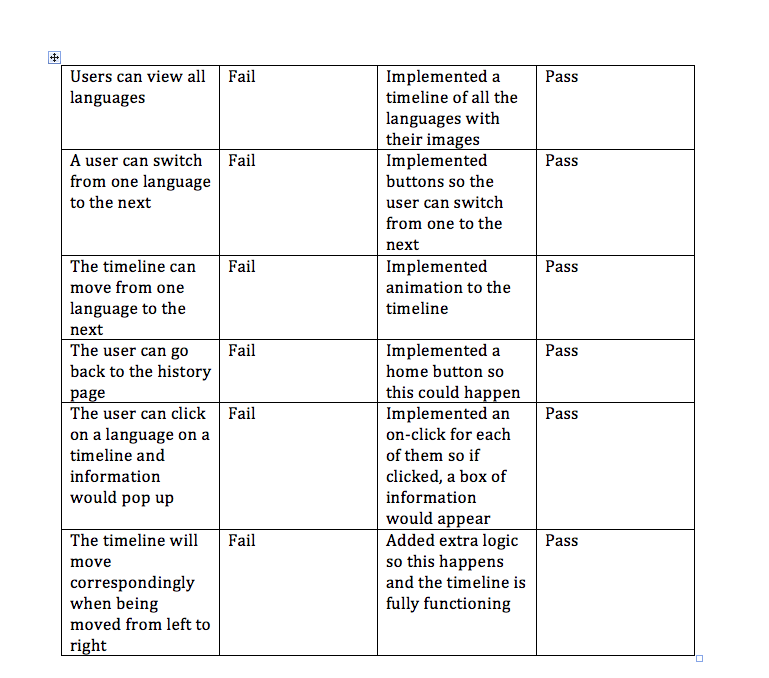 Users can view all
languages
Fail
Implemented a
timeline of all the
languages with
their images
Pass
A user can switch
from one language
to the next
Fail
Implemented
buttons so the
user can switch
from one to the
next
Pass
The timeline can
move from one
language to the
next
Fail
Implemented
animation to the
timeline
Pass
The user can go
back to the history
page
Fail
Implemented a
home button so
this could happen
Pass
The user can click
on a language on a
timeline and
information
would pop up
Fail
Implemented an
on-click for each
of them so if
clicked, a box of
information
would appear
Pass
The timeline will
move
correspondingly
when being
moved from left to
right
Fail
Added extra logic
so this happens
and the timeline is
fully functioning
Pass